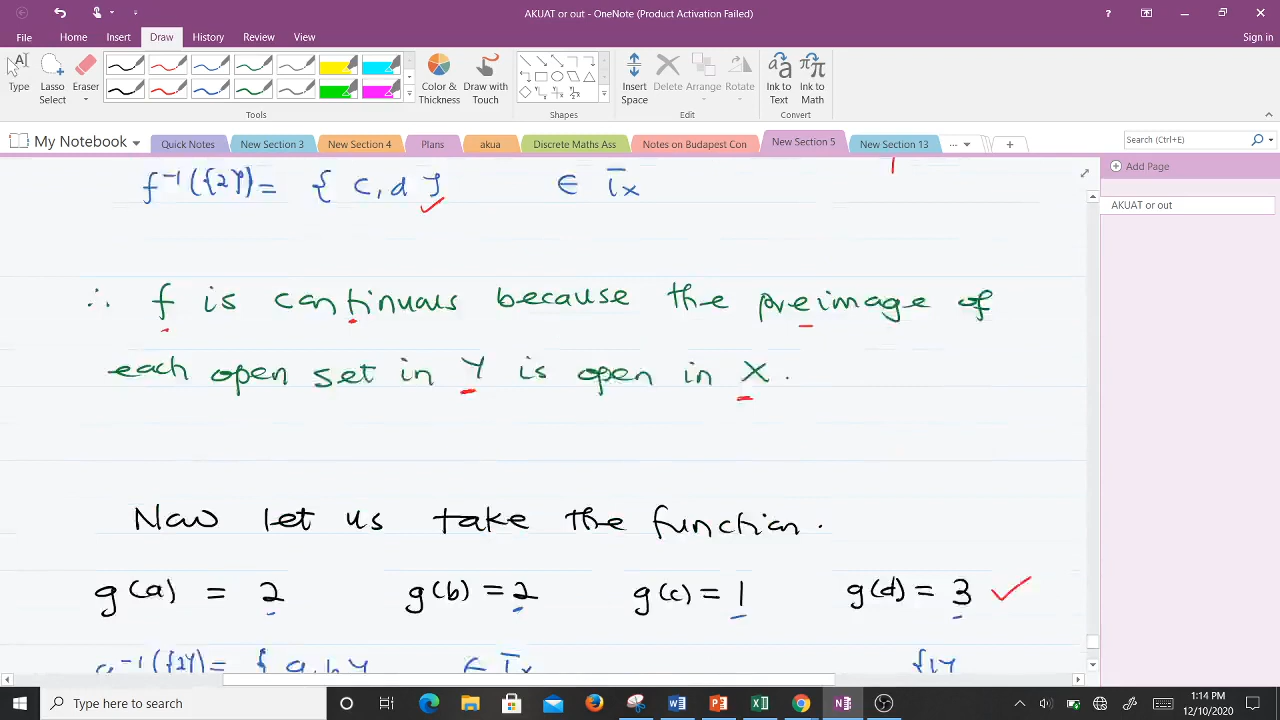 AKUAT or out - OneNote (Product Activation Failed)
File Home Insert Draw History Review View
Sign in
Type
Lasso Select
Eraser
Color & Thickness
Draw with Touch
Insert Space
Delete
Arrange
Rotate
Ink to Text
Ink to Math
Tools
Shapes
Edit
Convert
My Notebook
Quick Notes
New Section 3
New Section 4
Plans
akua
Discrete Maths Ass
Notes on Budapest Con
New Section 5
New Section 13
...
Search (Ctrl+E)
Add Page
AKUAT or out
f⁻¹({2}) = { c, d } ∈ τx
∴ f is continuous because the preimage of
each open set in Y is open in X.
Now let us take the function.
g(a) = 2 g(b) = 2 g(c) = 1 g(d) = 3 ✓
g⁻¹({2}) = { a, b } ∈ τx
Type here to search
1:14 PM
12/10/2020